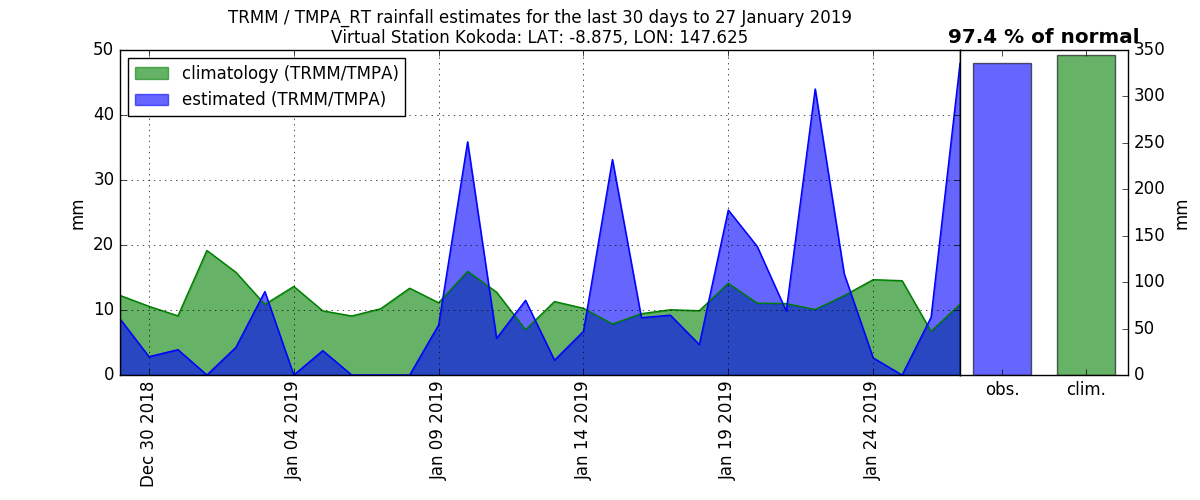 TRMM / TMPA_RT rainfall estimates for the last 30 days to 27 January 2019
Virtual Station Kokoda: LAT: -8.875, LON: 147.625
97.4 % of normal
climatology (TRMM/TMPA)
estimated (TRMM/TMPA)
50
40
30
20
10
0
mm
Dec 30 2018
Jan 04 2019
Jan 09 2019
Jan 14 2019
Jan 19 2019
Jan 24 2019
350
300
250
200
150
100
50
0
mm
obs.
clim.